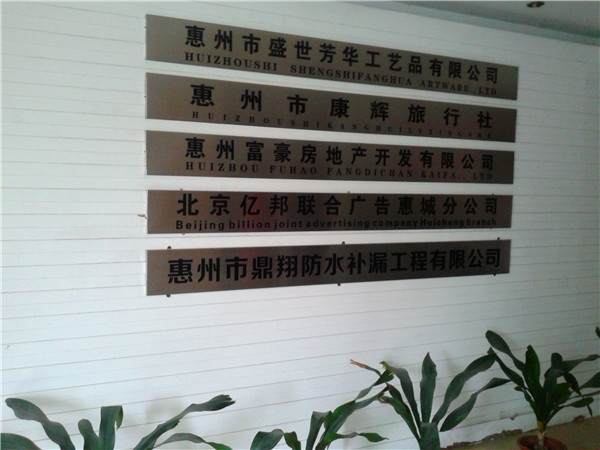 惠州市盛世芳华工艺品有限公司
HUIZHOUSHI SHENGSHIFANGHUA ARTWARE.,LTD
惠州市康辉旅行社
惠州富豪房地产开发有限公司
HUIZHOU FUHAO FANGDICHAN KAIFA., LTD
北京亿邦联合广告惠城分公司
Beijing billion joint advertising company Huicheng branch
惠州市鼎翔防水补漏工程有限公司